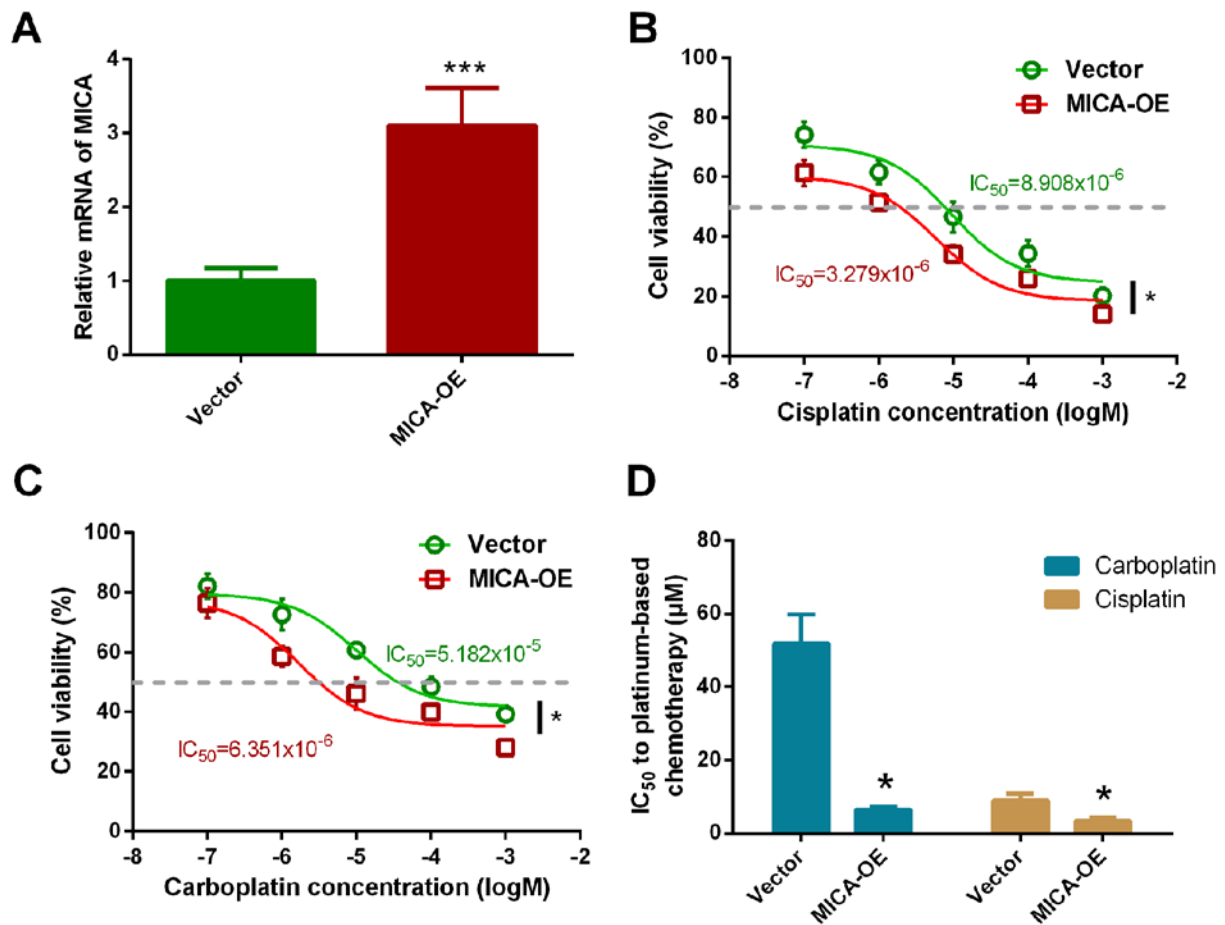 A
Relative mRNA of MICA
4
3
2
1
0
***
Vector
MICA-OE
B
Vector
MICA-OE
Cell viability (%)
100
80
60
40
20
0
IC50=8.908x10-6
IC50=3.279x10-6
*
-8 -7 -6 -5 -4 -3 -2
Cisplatin concentration (logM)
C
Vector
MICA-OE
Cell viability (%)
100
80
60
40
20
0
IC50=5.182x10-5
IC50=6.351x10-6
*
-8 -7 -6 -5 -4 -3 -2
Carboplatin concentration (logM)
D
IC50 to platinum-based
chemotherapy (µM)
80
60
40
20
0
Carboplatin
Cisplatin
*
*
Vector
MICA-OE
Vector
MICA-OE